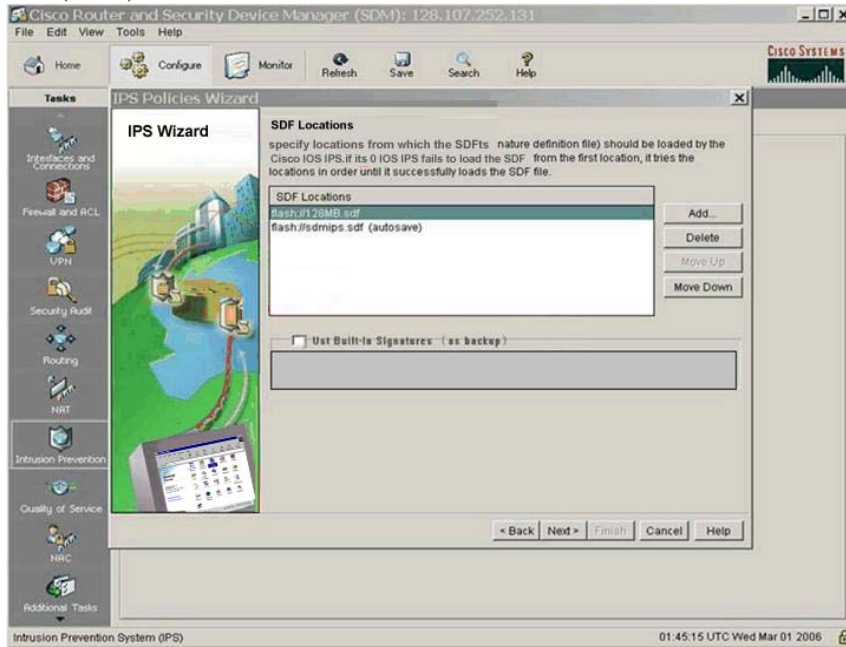 Cisco Router and Security Device Manager (SDM): 128.107.252.131
File Edit View Tools Help
Home Configure Monitor Refresh Save Search Help
CISCO SYSTEMS
Tasks
Interfaces and Connections
Firewall and ACL
VPN
Security Audit
Routing
NAT
Intrusion Prevention
Quality of Service
NAC
Additional Tasks
IPS Policies Wizard
IPS Wizard
SDF Locations
specify locations from which the SDFts nature definition file) should be loaded by the
Cisco IOS IPS.if its 0 IOS IPS fails to load the SDF from the first location, it tries the
locations in order until it successfully loads the SDF file.
SDF Locations
flash://128MB.sdf
flash://sdmips.sdf (autosave)
Add...
Delete
Move Up
Move Down
Ust Built-In Signatures (as backup)
< Back Next > Finish Cancel Help
Intrusion Prevention System (IPS)
01:45:15 UTC Wed Mar 01 2006